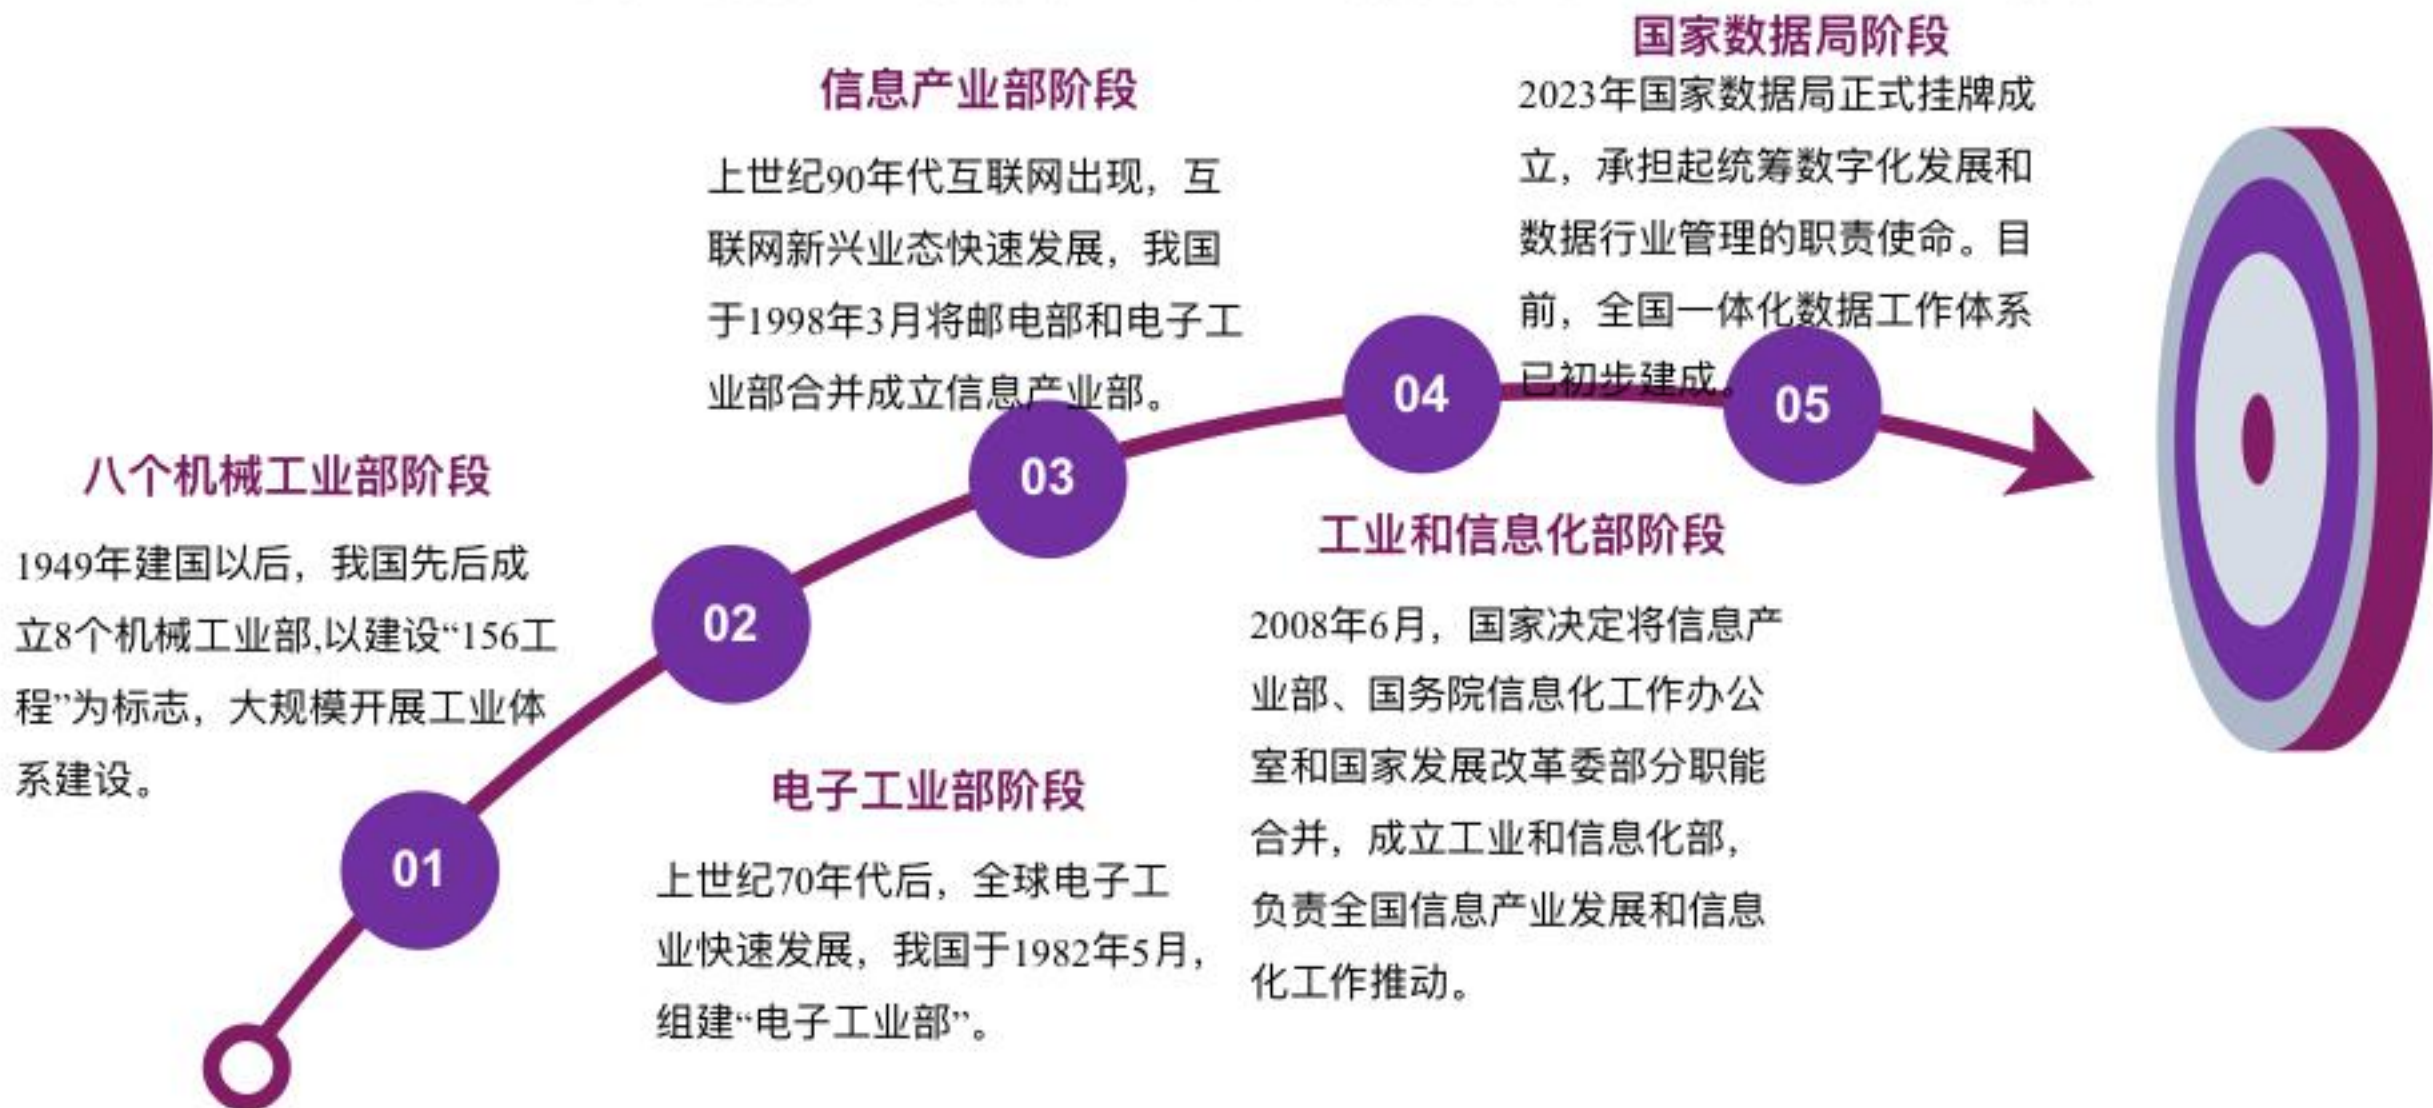 八个机械工业部阶段
1949年建国以后，我国先后成
立8个机械工业部,以建设“156工
程”为标志，大规模开展工业体
系建设。
01
02
电子工业部阶段
上世纪70年代后，全球电子工
业快速发展，我国于1982年5月，
组建“电子工业部”。
信息产业部阶段
上世纪90年代互联网出现，互
联网新兴业态快速发展，我国
于1998年3月将邮电部和电子工
业部合并成立信息产业部。
03
04
工业和信息化部阶段
2008年6月，国家决定将信息产
业部、国务院信息化工作办公
室和国家发展改革委部分职能
合并，成立工业和信息化部，
负责全国信息产业发展和信息
化工作推动。
国家数据局阶段
2023年国家数据局正式挂牌成
立，承担起统筹数字化发展和
数据行业管理的职责使命。目
前，全国一体化数据工作体系
已初步建成。
05